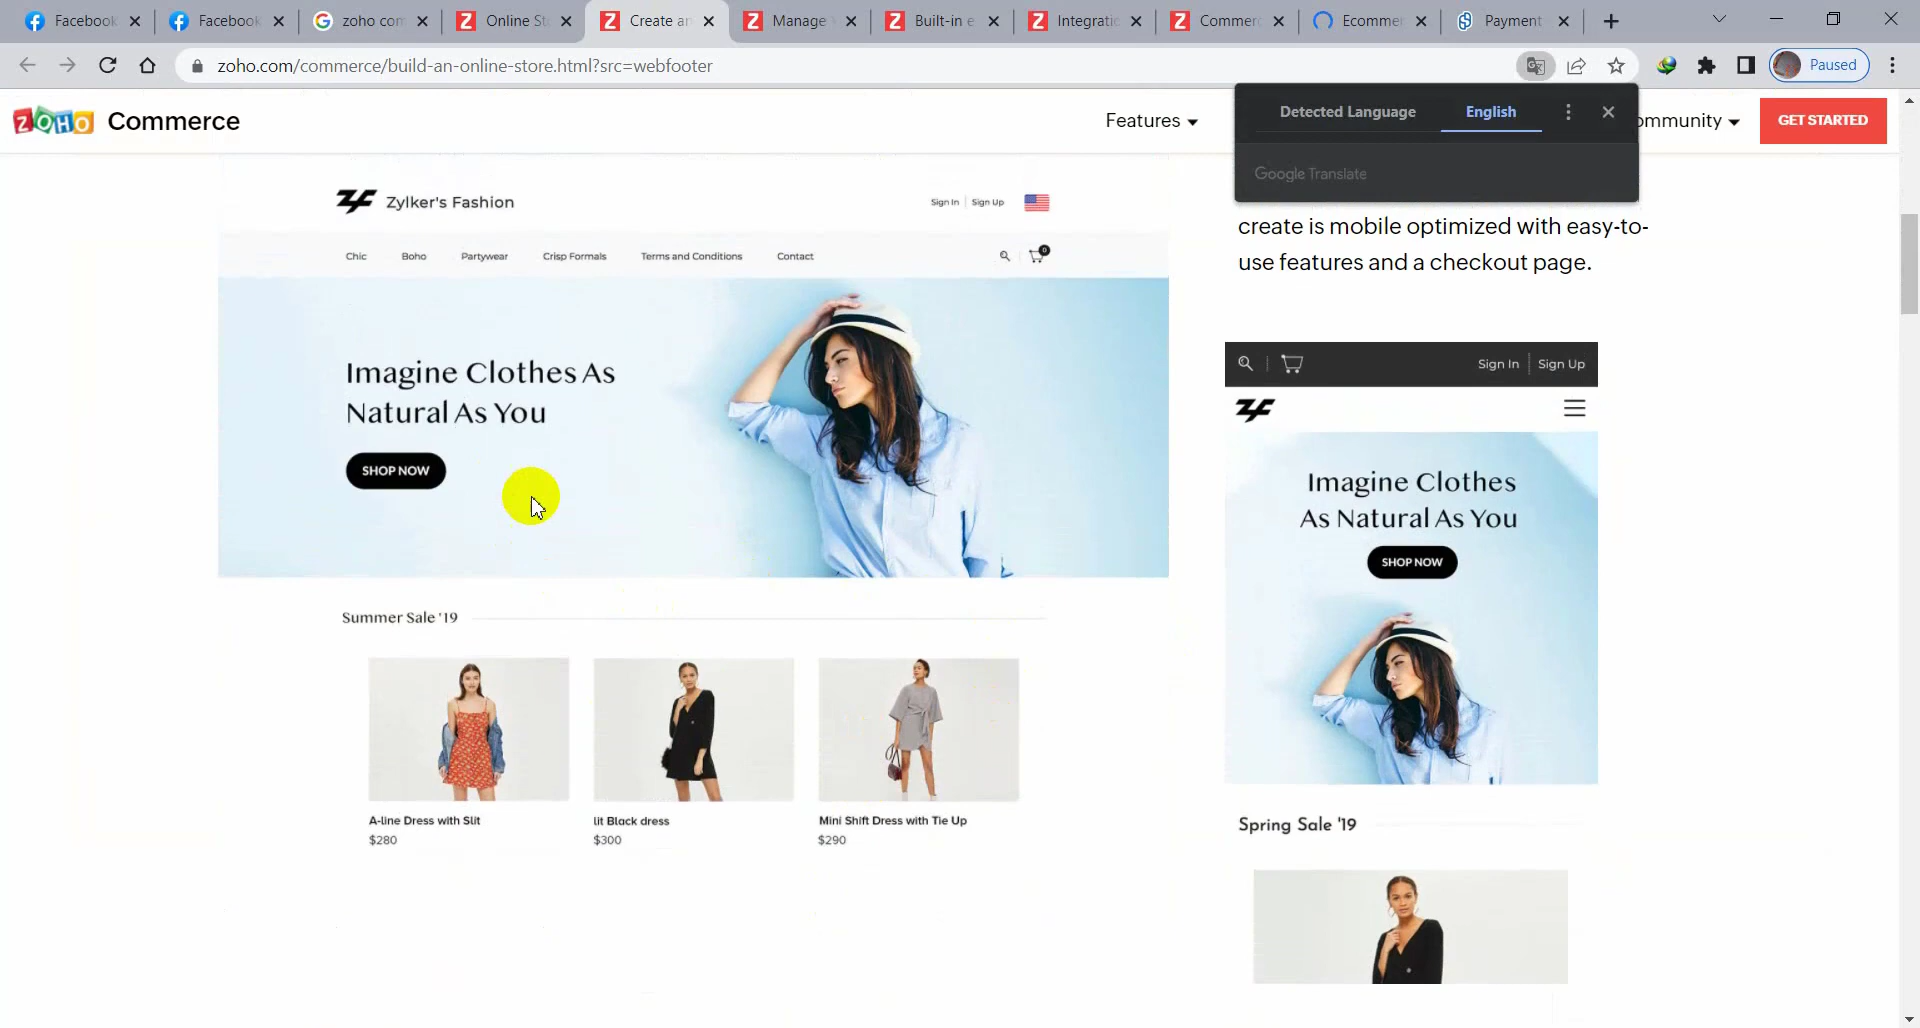 Facebook
Facebook
zoho com
Online St
Create an
Manage
Built-in e
Integratio
Commerc
Ecomme
Payment
zoho.com/commerce/build-an-online-store.html?src=webfooter
Paused
ZOHO Commerce
Features
Detected Language
English
ommunity
GET STARTED
Google Translate
create is mobile optimized with easy-to-
use features and a checkout page.
ZF Zylker's Fashion
Sign In
Sign Up
Chic
Boho
Partywear
Crisp Formals
Terms and Conditions
Contact
0
Imagine Clothes As
Natural As You
SHOP NOW
Summer Sale '19
A-line Dress with Slit
$280
lit Black dress
$300
Mini Shift Dress with Tie Up
$290
Sign In
Sign Up
ZF
Imagine Clothes
As Natural As You
SHOP NOW
Spring Sale '19